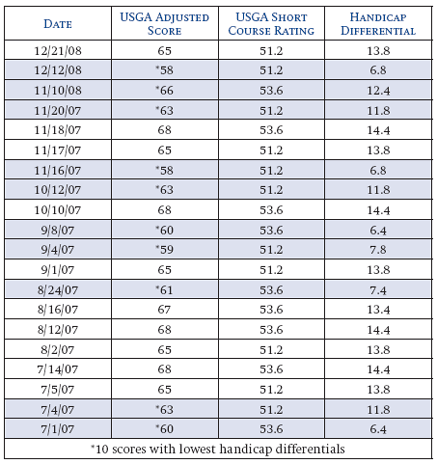 DATE USGA ADJUSTED SCORE USGA SHORT COURSE RATING HANDICAP DIFFERENTIAL
12/21/08 65 51.2 13.8
12/12/08 *58 51.2 6.8
11/10/08 *66 53.6 12.4
11/20/07 *63 51.2 11.8
11/18/07 68 53.6 14.4
11/17/07 65 51.2 13.8
11/16/07 *58 51.2 6.8
10/12/07 *63 51.2 11.8
10/10/07 68 53.6 14.4
9/8/07 *60 53.6 6.4
9/4/07 *59 51.2 7.8
9/1/07 65 51.2 13.8
8/24/07 *61 53.6 7.4
8/16/07 67 53.6 13.4
8/12/07 68 53.6 14.4
8/2/07 65 51.2 13.8
7/14/07 68 53.6 14.4
7/5/07 65 51.2 13.8
7/4/07 *63 51.2 11.8
7/1/07 *60 53.6 6.4
*10 scores with lowest handicap differentials